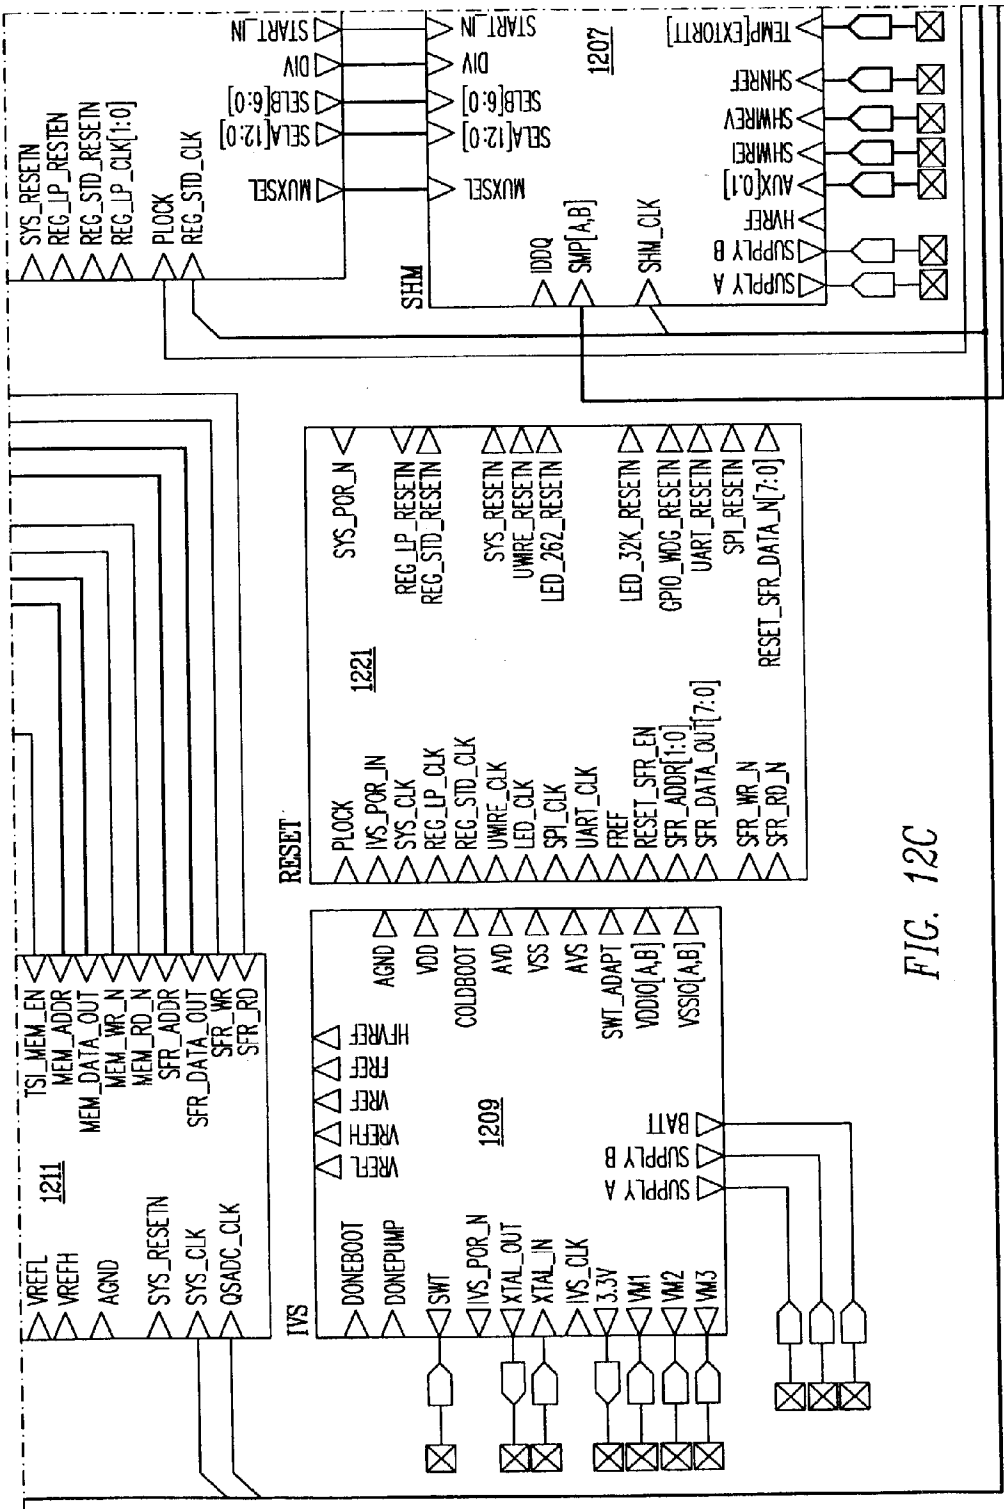 VREFL
VREFH
AGND
SYS_RESETN
SYS_CLK
QSADC_CLK
1211
TSI_MEM_EN
MEM_ADDR
MEM_DATA_OUT
MEM_WR_N
MEM_RD_N
SFR_ADDR
SFR_DATA_OUT
SFR_WR
SFR_RD
SYS_RESETN
REG_LP_RESTEN
REG_STD_RESETN
REG_LP_CLK[1:0]
PLOCK
REG_STD_CLK
START_IN
DIV
SELB[6:0]
SELA[12:0]
MUXSEL
IVS
DONEBOOT
DONEPUMP
SWT
IVS_POR_N
XTAL_OUT
XTAL_IN
IVS_CLK
3.3V
VM1
VM2
VM3
VREFL
VREFH
VREF
FREF
HFVREF
1209
AGND
VDD
COLDBOOT
AVD
VSS
AVS
SWT_ADAPT
VDDIO[A,B]
VSSIO[A,B]
SUPPLY A
SUPPLY B
BATT
RESET
PLOCK
IVS_POR_IN
SYS_CLK
REG_LP_CLK
REG_STD_CLK
UWIRE_CLK
LED_CLK
SPI_CLK
UART_CLK
FREF
RESET_SFR_EN
SFR_ADDR[1:0]
SFR_DATA_OUT[7:0]
SFR_WR_N
SFR_RD_N
1221
SYS_POR_N
REG_LP_RESETN
REG_STD_RESETN
SYS_RESETN
UWIRE_RESETN
LED_262_RESETN
LED_32K_RESETN
GPIO_WDG_RESETN
UART_RESETN
SPI_RESETN
RESET_SFR_DATA_N[7:0]
SHM
START_IN
DIV
SELB[6:0]
SELA[12:0]
MUXSEL
1207
IDDQ
SMP[A,B]
SHM_CLK
TEMP[EXTORTT]
SHNREF
SHWIREV
SHWIREI
AUX[0.1]
HVREF
SUPPLY B
SUPPLY A
FIG. 12C